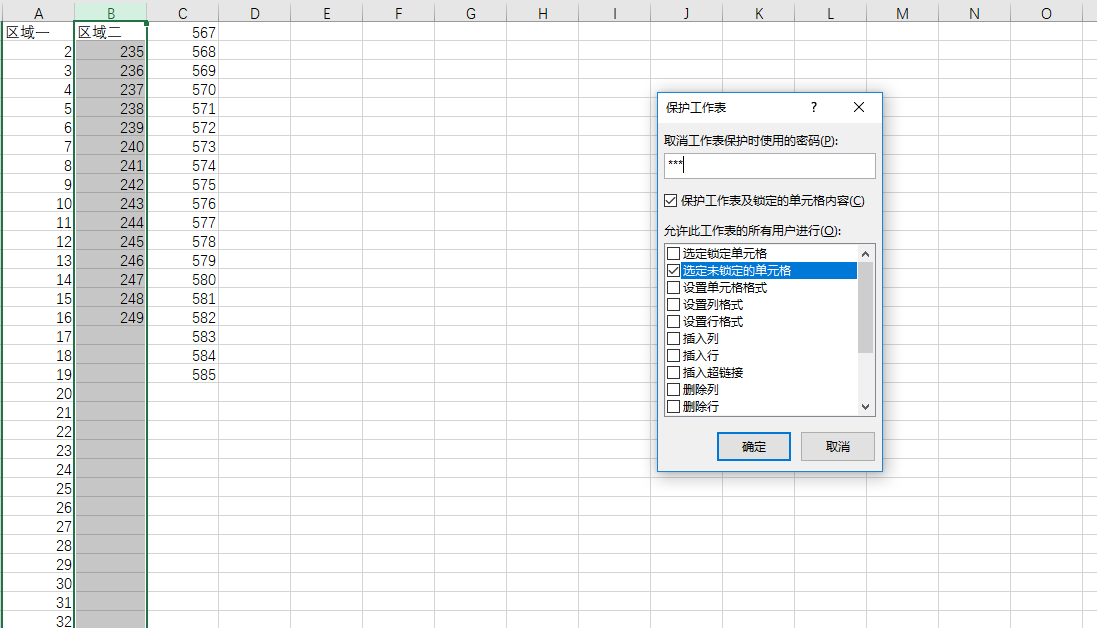 A B C D E F G H I J K L M N O
区域一 区域二 567
2 235 568
3 236 569
4 237 570
5 238 571
6 239 572
7 240 573
8 241 574
9 242 575
10 243 576
11 244 577
12 245 578
13 246 579
14 247 580
15 248 581
16 249 582
17 583
18 584
19 585
20
21
22
23
24
25
26
27
28
29
30
31
32
保护工作表 ?
取消工作表保护时使用的密码(P):
***
保护工作表及锁定的单元格内容(C)
允许此工作表的所有用户进行(O):
选定锁定单元格
选定未锁定的单元格
设置单元格格式
设置列格式
设置行格式
插入列
插入行
插入超链接
删除列
删除行
确定 取消